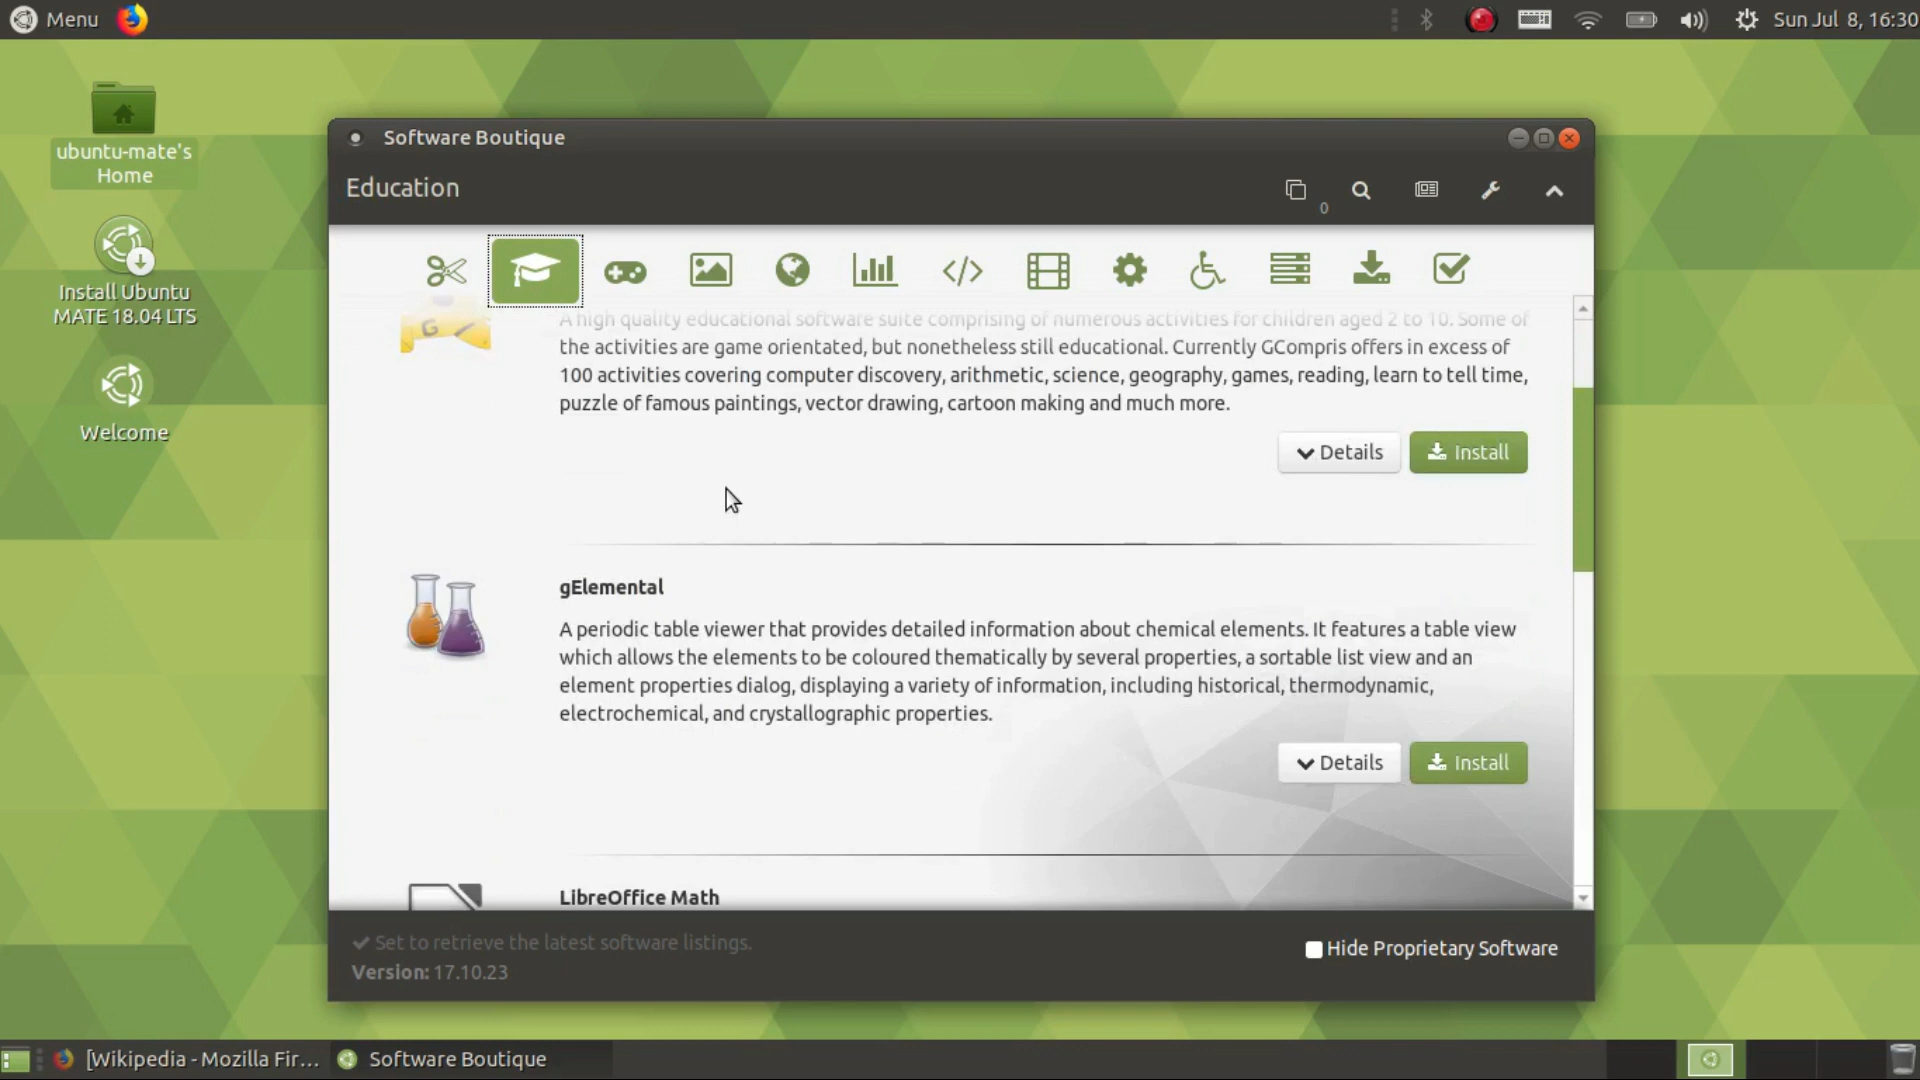 Menu
Sun Jul 8, 16:30
ubuntu-mate's
Home
Install Ubuntu
MATE 18.04 LTS
Welcome
Software Boutique
Education
0
A high quality educational software suite comprising of numerous activities for children aged 2 to 10. Some of
the activities are game orientated, but nonetheless still educational. Currently GCompris offers in excess of
100 activities covering computer discovery, arithmetic, science, geography, games, reading, learn to tell time,
puzzle of famous paintings, vector drawing, cartoon making and much more.
Details
Install
gElemental
A periodic table viewer that provides detailed information about chemical elements. It features a table view
which allows the elements to be coloured thematically by several properties, a sortable list view and an
element properties dialog, displaying a variety of information, including historical, thermodynamic,
electrochemical, and crystallographic properties.
Details
Install
LibreOffice Math
Set to retrieve the latest software listings.
Version: 17.10.23
Hide Proprietary Software
[Wikipedia - Mozilla Fir...
Software Boutique